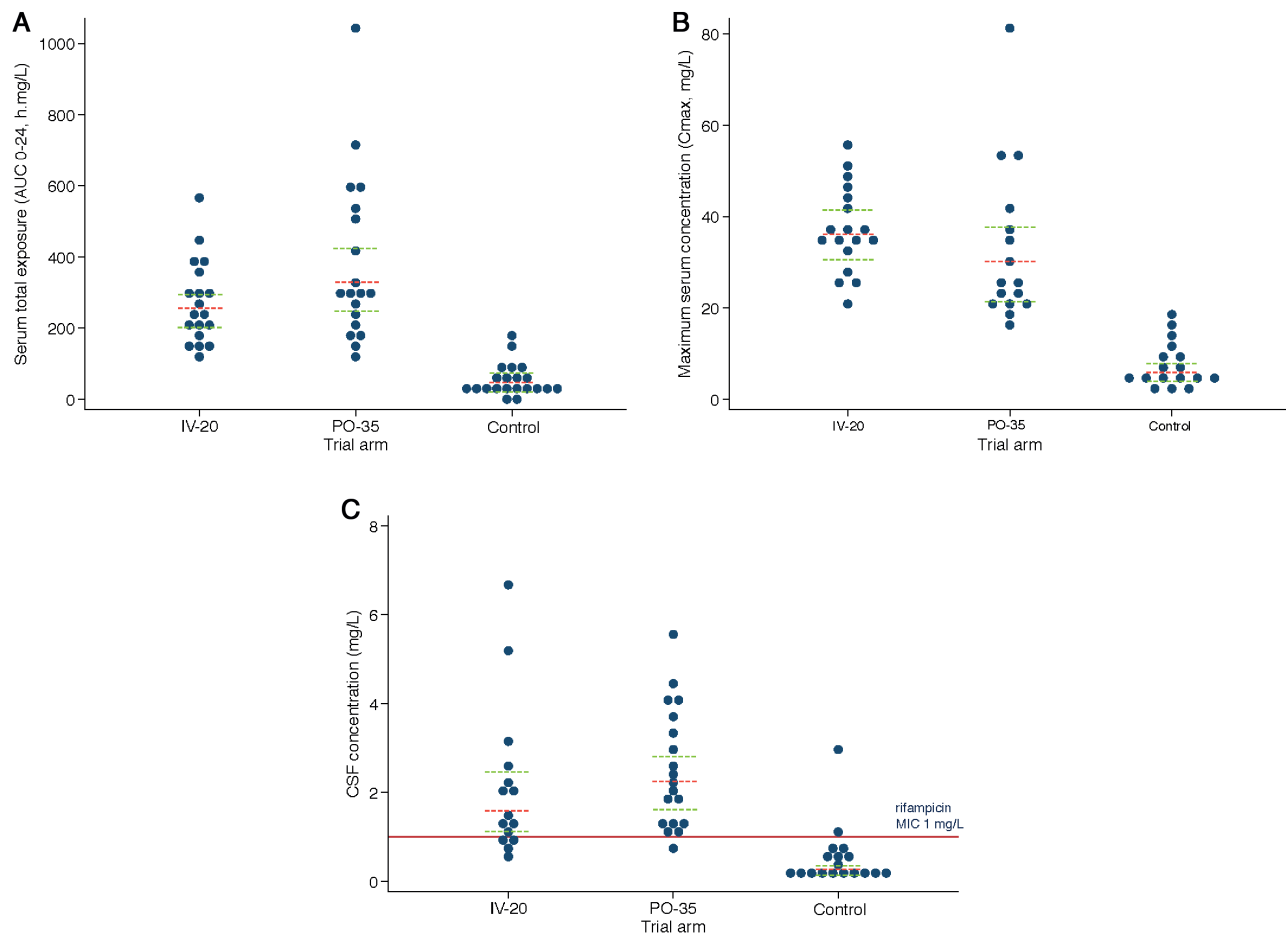 A
Serum total exposure (AUC 0-24, h.mg/L)
1000
800
600
400
200
0
IV-20
PO-35
Control
Trial arm
B
Maximum serum concentration (Cmax, mg/L)
80
60
40
20
0
IV-20
PO-35
Control
Trial arm
C
CSF concentration (mg/L)
8
6
4
2
0
rifampicin
MIC 1 mg/L
IV-20
PO-35
Control
Trial arm